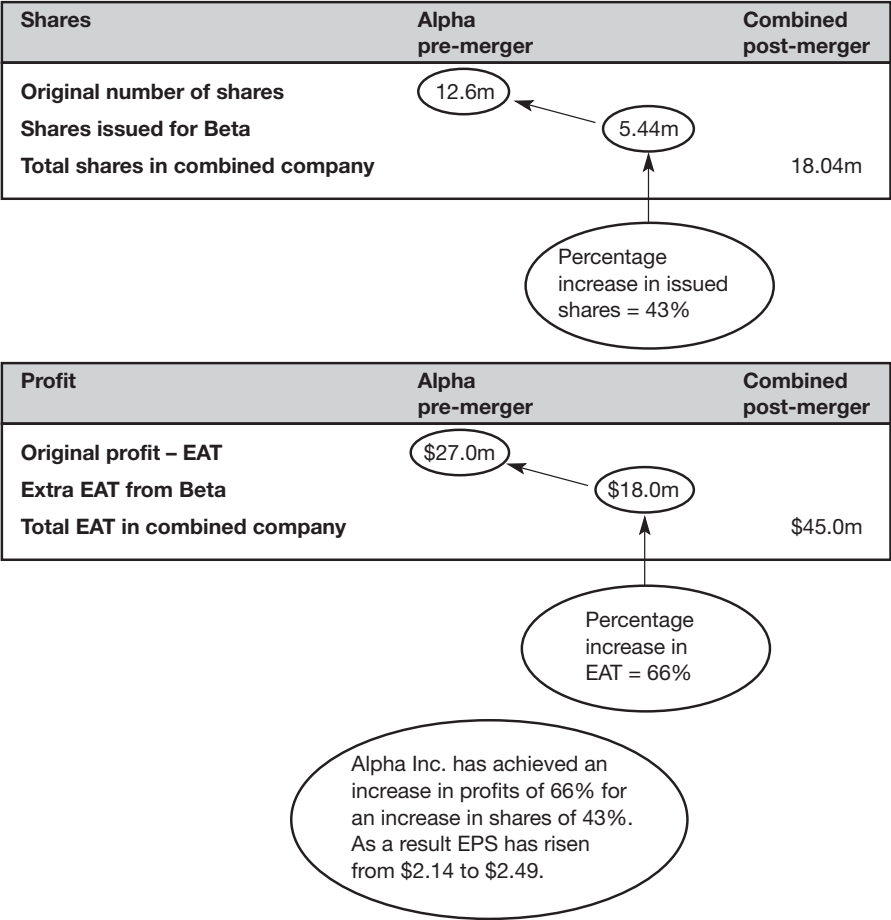 Shares Alpha Combined
pre-merger post-merger
Original number of shares 12.6m
Shares issued for Beta 5.44m
Total shares in combined company 18.04m
Percentage
increase in issued
shares = 43%
Profit Alpha Combined
pre-merger post-merger
Original profit – EAT $27.0m
Extra EAT from Beta $18.0m
Total EAT in combined company $45.0m
Percentage
increase in
EAT = 66%
Alpha Inc. has achieved an
increase in profits of 66% for
an increase in shares of 43%.
As a result EPS has risen
from $2.14 to $2.49.